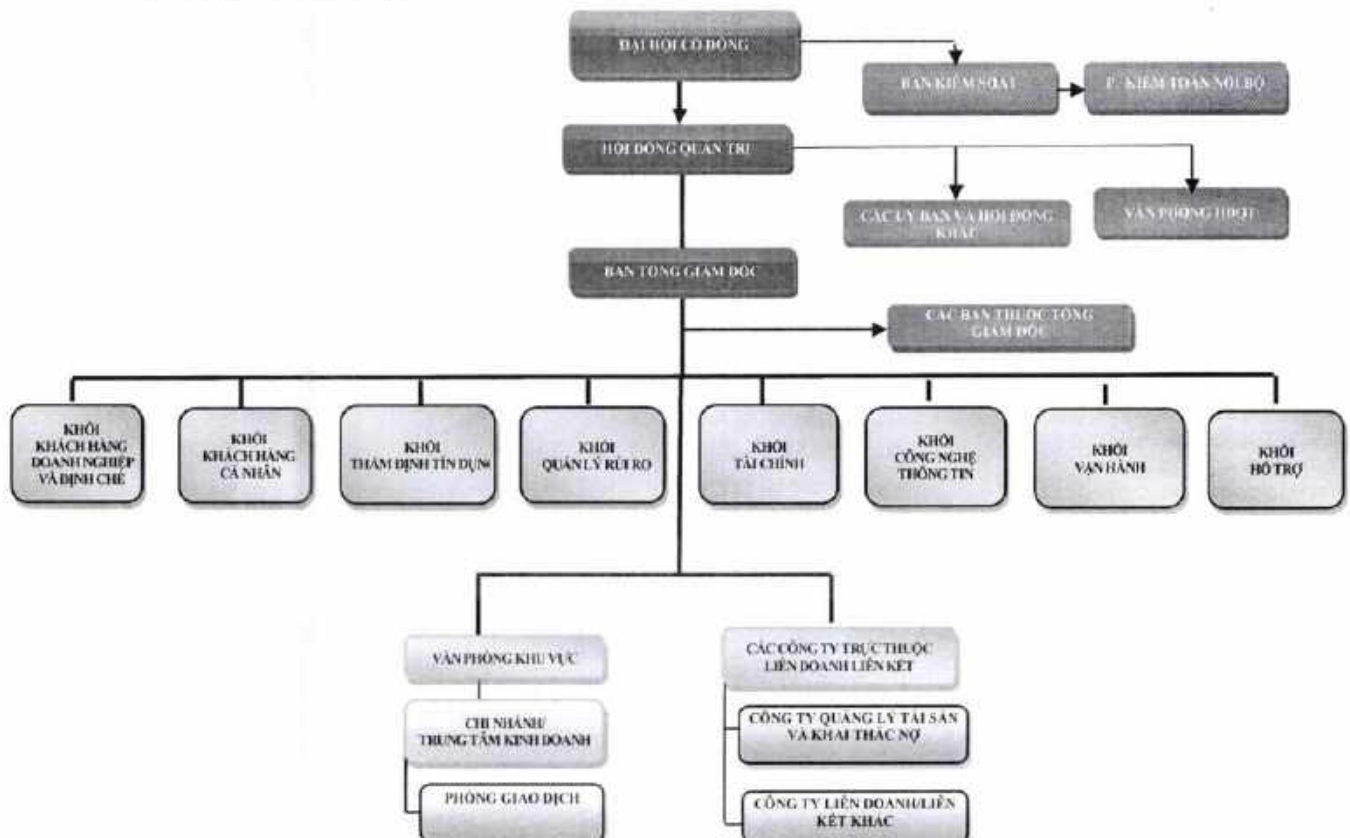 ĐẠI HỘI CỔ ĐÔNG
BAN KIỂM SOÁT
P. KIỂM TOÁN NỘI BỘ
HỘI ĐỒNG QUẢN TRỊ
CÁC ỦY BAN VÀ HỘI ĐỒNG
KHÁC
VĂN PHÒNG HĐQT
BAN TỔNG GIÁM ĐỐC
CÁC BAN THUỘC TỔNG
GIÁM ĐỐC
KHỐI
KHÁCH HÀNG
DOANH NGHIỆP
VÀ ĐỊNH CHẾ
KHỐI
KHÁCH HÀNG
CÁ NHÂN
KHỐI
THẨM ĐỊNH TÍN DỤNG
KHỐI
QUẢN LÝ RỦI RO
KHỐI
TÀI CHÍNH
KHỐI
CÔNG NGHỆ
THÔNG TIN
KHỐI
VẬN HÀNH
KHỐI
HỖ TRỢ
VĂN PHÒNG KHU VỰC
CÁC CÔNG TY TRỰC THUỘC
LIÊN DOANH LIÊN KẾT
CHI NHÁNH/
TRUNG TÂM KINH DOANH
CÔNG TY QUẢNG LÝ TÀI SẢN
VÀ KHAI THÁC NỢ
PHÒNG GIAO DỊCH
CÔNG TY LIÊN DOANH/LIÊN
KẾT KHÁC